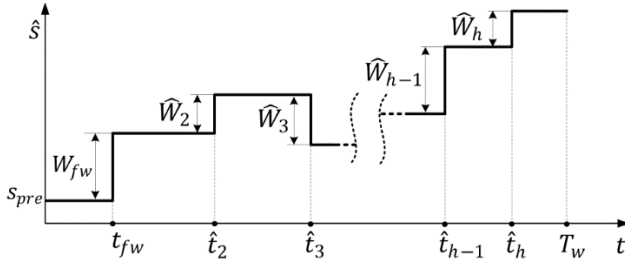 ŝ
Ŵ_h
Ŵ_{h−1}
Ŵ_2
Ŵ_3
W_{fw}
s_{pre}
t_{fw} t̂_2 t̂_3 t̂_{h−1} t̂_h T_w t